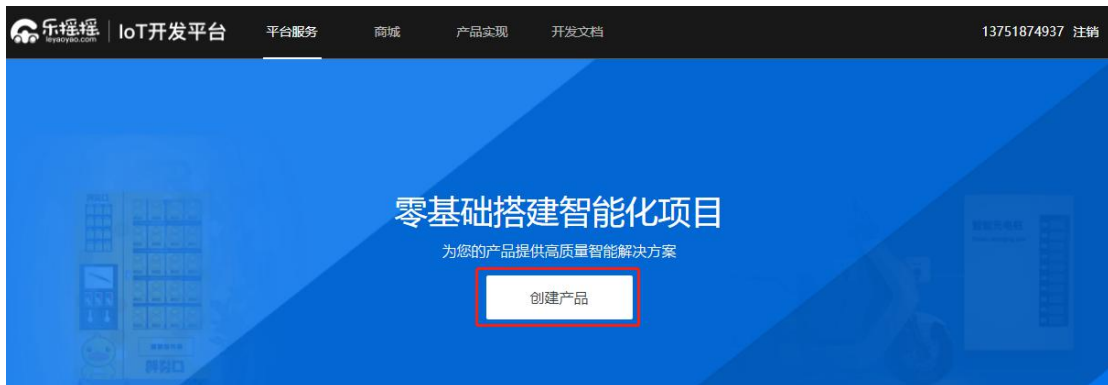 乐摇摇 IoT开发平台 平台服务 商城 产品实现 开发文档 13751874937 注销
leyaoyao.com
零基础搭建智能化项目
为您的产品提供高质量智能解决方案
创建产品